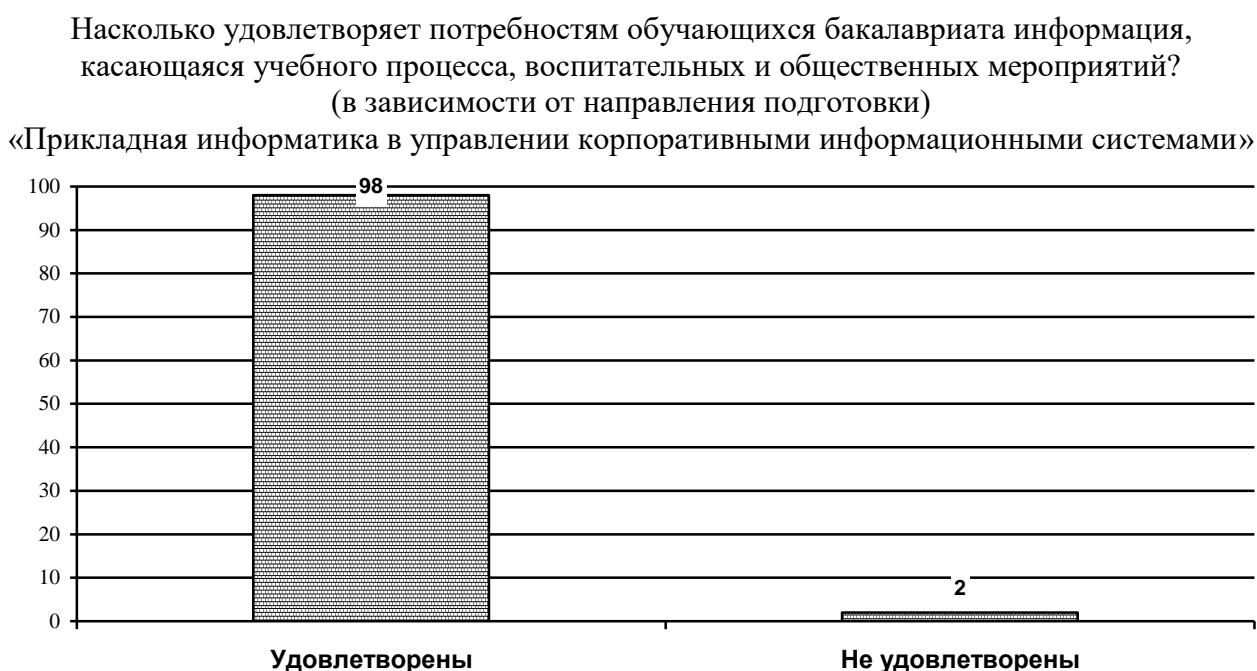 Насколько удовлетворяет потребностям обучающихся бакалавриата информация,
касающаяся учебного процесса, воспитательных и общественных мероприятий?
(в зависимости от направления подготовки)
«Прикладная информатика в управлении корпоративными информационными системами»
100
98
90
80
70
60
50
40
30
20
10
2
0
Удовлетворены
Не удовлетворены